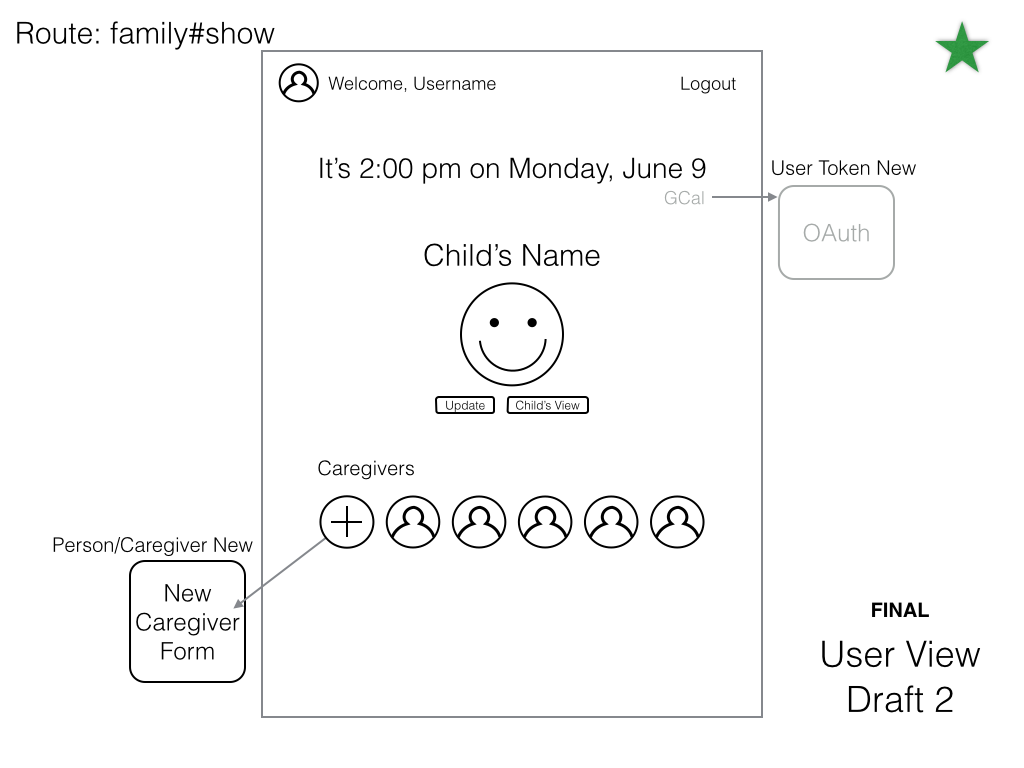 Route: family#show
Welcome, Username
Logout
It’s 2:00 pm on Monday, June 9
GCal
User Token New
OAuth
Child’s Name
Update
Child’s View
Caregivers
Person/Caregiver New
New
Caregiver
Form
FINAL
User View
Draft 2